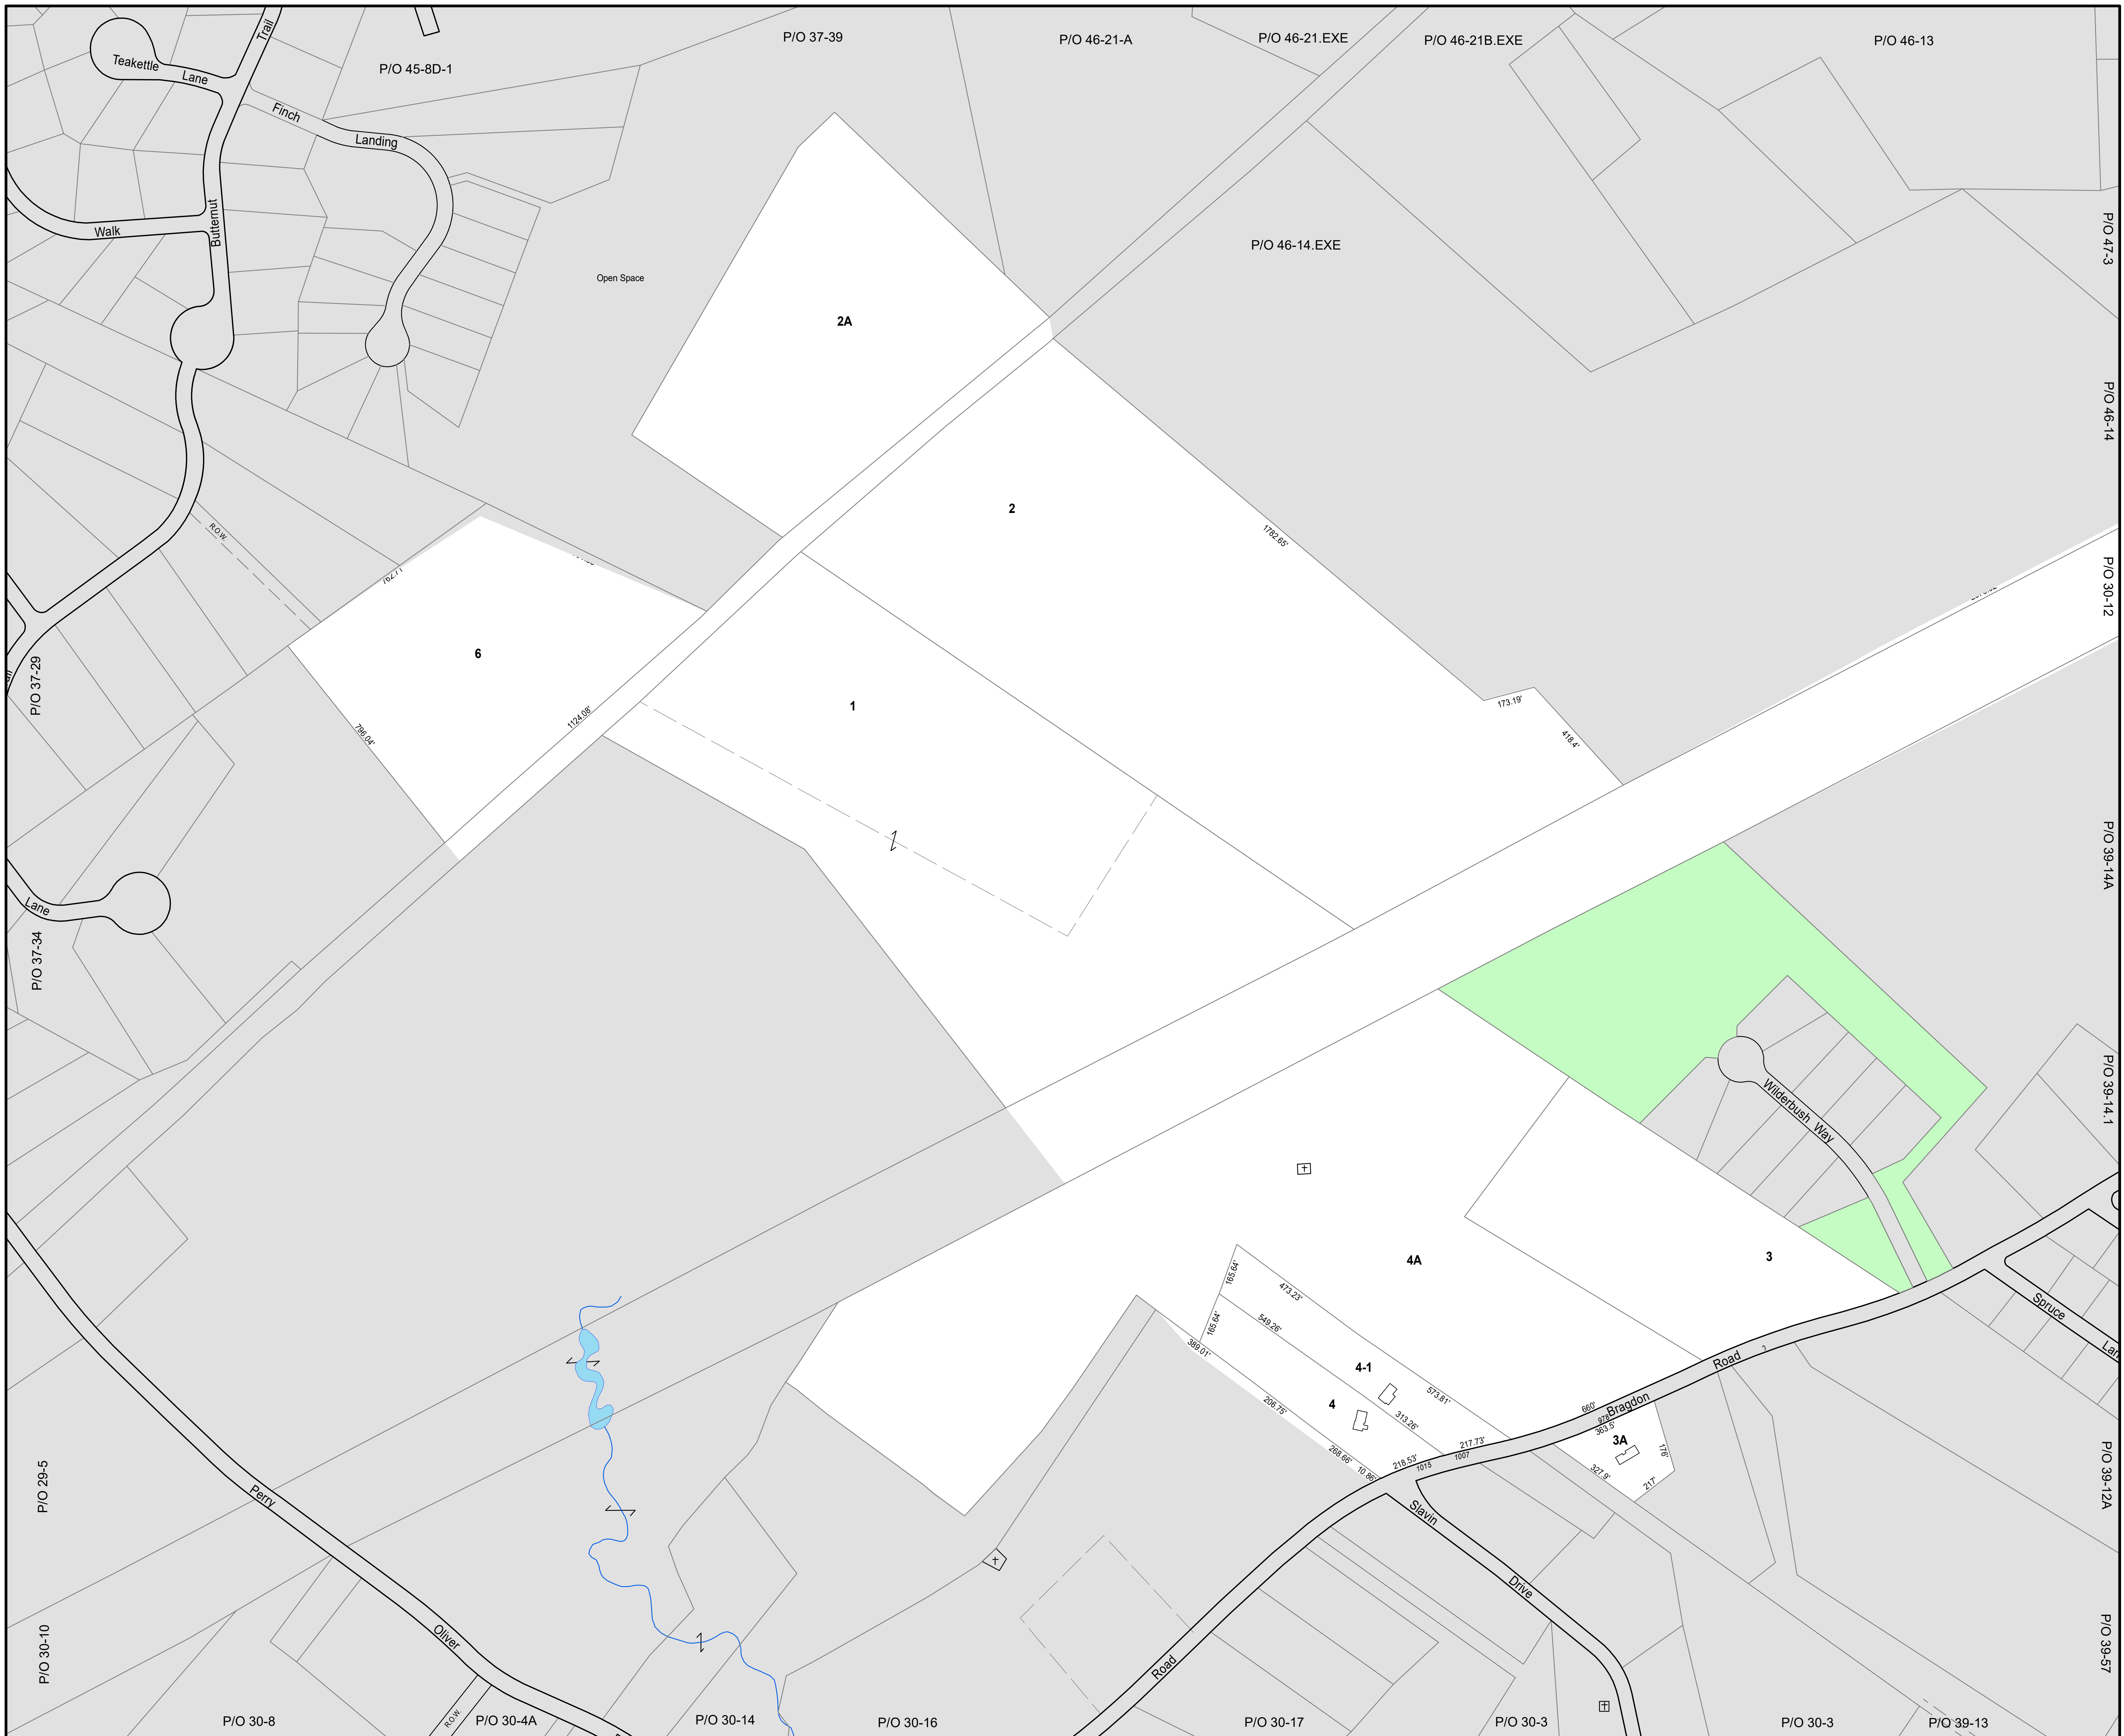 Trail
Teakettle
Lane
P/O 45-8D-1
P/O 37-39
P/O 46-21-A
P/O 46-21.EXE
P/O 46-21B.EXE
P/O 46-13
Finch
Landing
Walk
Butternut
Open Space
P/O 46-14.EXE
P/O 47-3
2A
P/O 46-14
2
R.O.W.
1782.65'
P/O 30-12
6
P/O 37-29
796.04'
1124.08'
1
173.19'
418.4'
P/O 39-14A
Lane
P/O 37-34
Wilderbush Way
P/O 39-14.1
165.64'
473.23'
4A
3
549.26'
165.64'
389.01'
Spruce
Road
4-1
573.81'
206.75'
4
313.26'
660'
Bragdon
978
363.5'
3A
176'
217.73'
1007
218.53'
1015
268.66'
10.86'
327.9'
217'
P/O 29-5
Perry
Slavin
P/O 39-12A
Drive
Oliver
P/O 30-10
Road
P/O 39-57
R.O.W.
P/O 30-8
P/O 30-4A
P/O 30-14
P/O 30-16
P/O 30-17
P/O 30-3
P/O 30-3
P/O 39-13